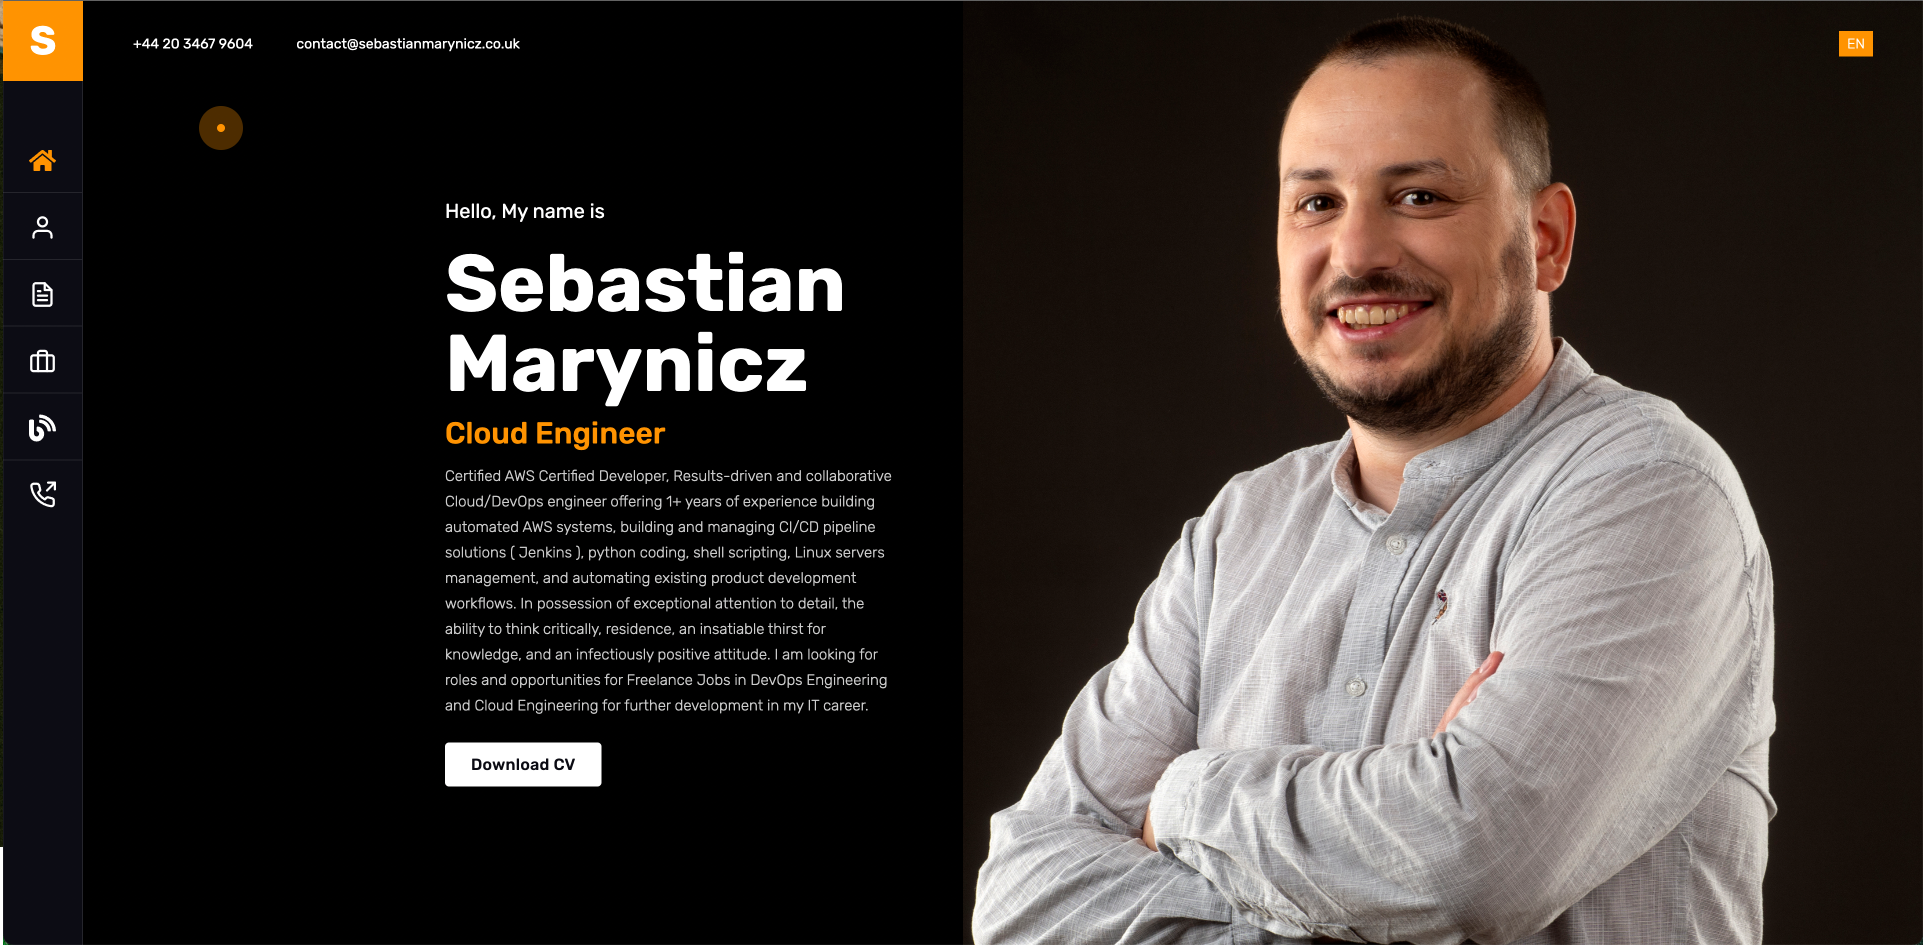 S
+44 20 3467 9604
contact@sebastianmarynicz.co.uk
EN
Hello, My name is
Sebastian
Marynicz
Cloud Engineer
Certified AWS Certified Developer, Results-driven and collaborative
Cloud/DevOps engineer offering 1+ years of experience building
automated AWS systems, building and managing CI/CD pipeline
solutions ( Jenkins ), python coding, shell scripting, Linux servers
management, and automating existing product development
workflows. In possession of exceptional attention to detail, the
ability to think critically, residence, an insatiable thirst for
knowledge, and an infectiously positive attitude. I am looking for
roles and opportunities for Freelance Jobs in DevOps Engineering
and Cloud Engineering for further development in my IT career.
Download CV